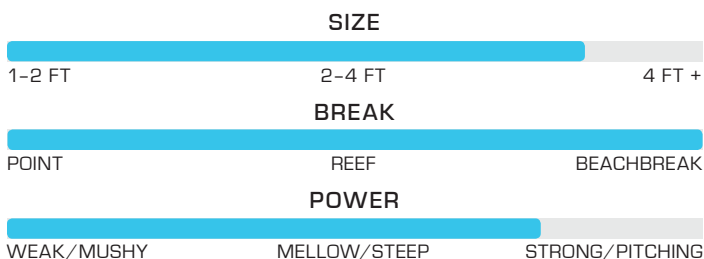 SIZE
1–2 FT 2–4 FT 4 FT +
BREAK
POINT REEF BEACHBREAK
POWER
WEAK/MUSHY MELLOW/STEEP STRONG/PITCHING